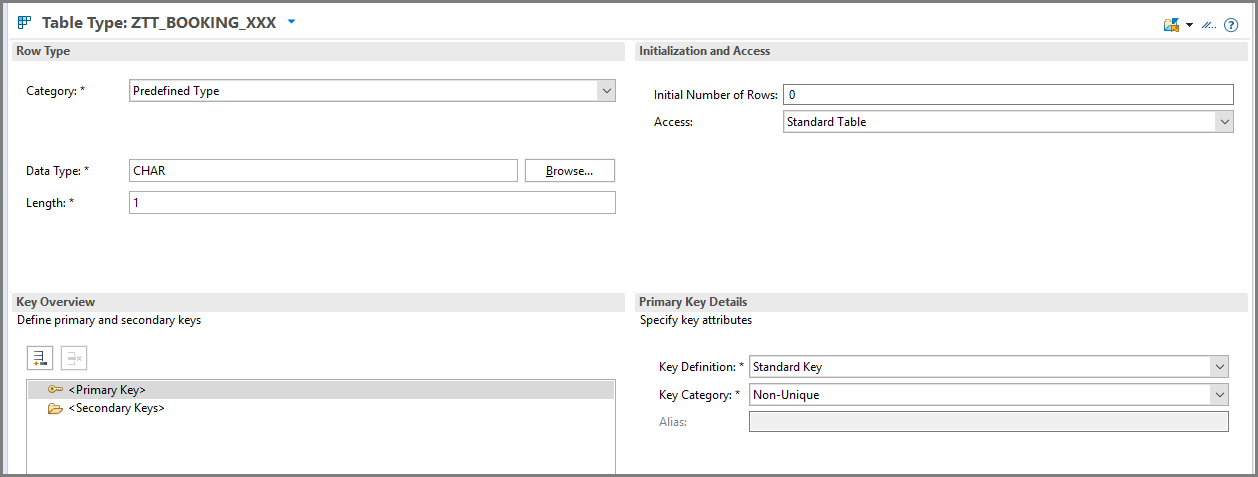 Table Type: ZTT_BOOKING_XXX
Row Type
Category: *
Predefined Type
Data Type: *
CHAR
Browse...
Length: *
1
Initialization and Access
Initial Number of Rows:
0
Access:
Standard Table
Key Overview
Define primary and secondary keys
<Primary Key>
<Secondary Keys>
Primary Key Details
Specify key attributes
Key Definition: *
Standard Key
Key Category: *
Non-Unique
Alias: